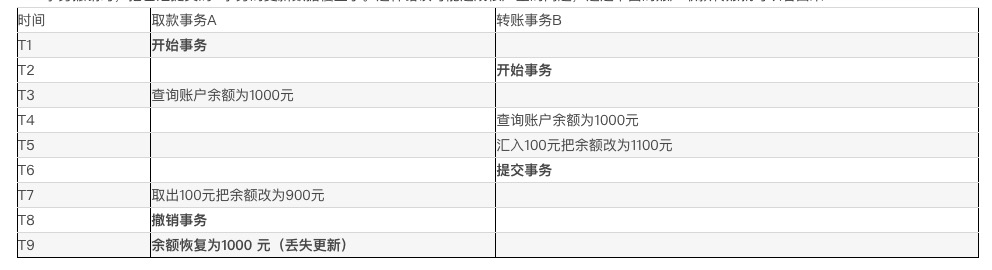 时间 取款事务A 转账事务B
T1 开始事务
T2 开始事务
T3 查询账户余额为1000元
T4 查询账户余额为1000元
T5 汇入100元把余额改为1100元
T6 提交事务
T7 取出100元把余额改为900元
T8 撤销事务
T9 余额恢复为1000 元（丢失更新）